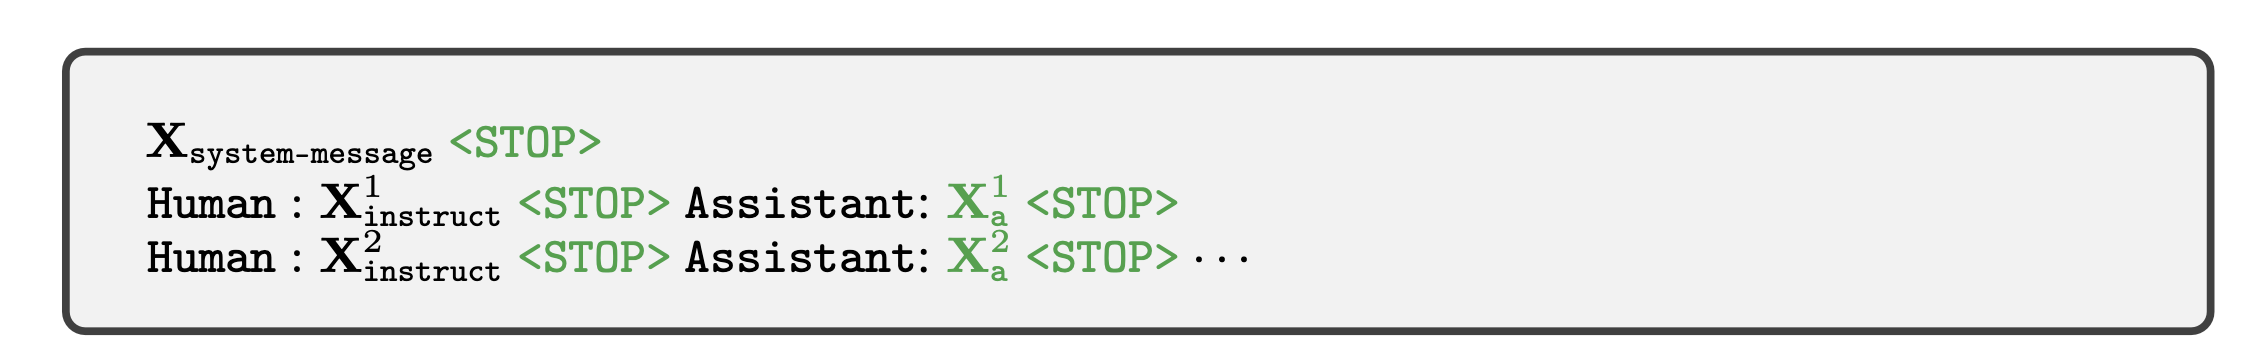 X_system-message <STOP>
Human : X^1_instruct <STOP> Assistant: X^1_a <STOP>
Human : X^2_instruct <STOP> Assistant: X^2_a <STOP> ···